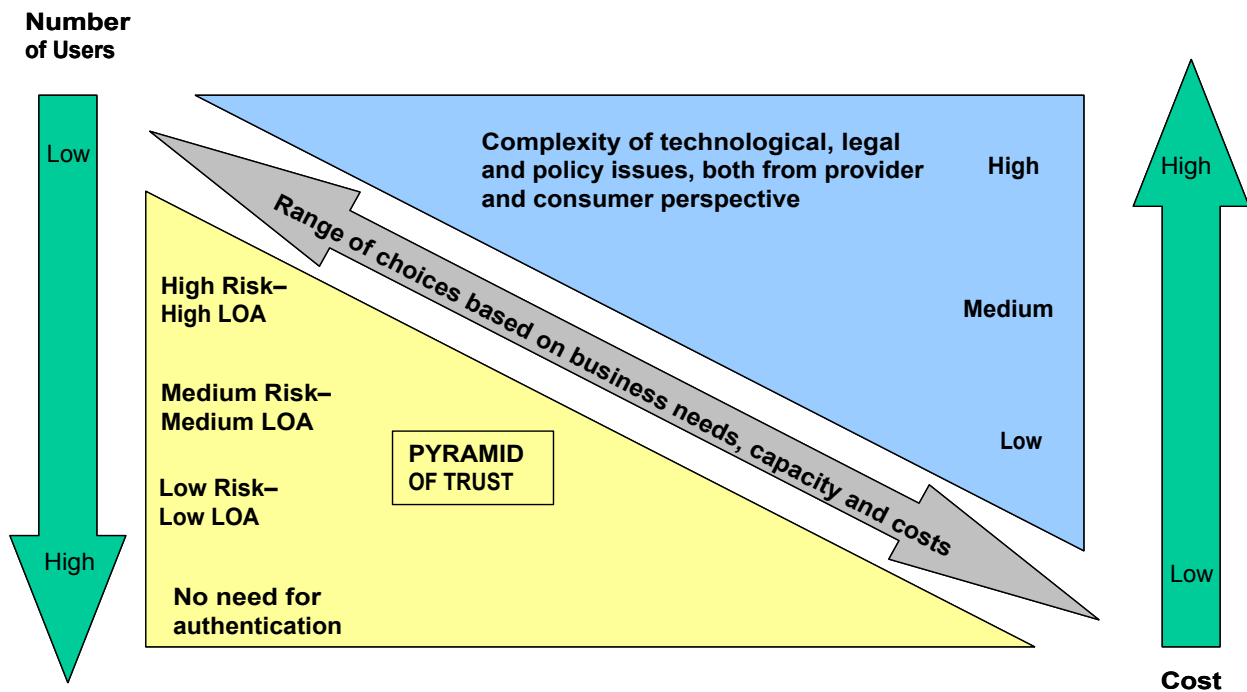 Number
of Users
Low
High
Complexity of technological, legal
and policy issues, both from provider
and consumer perspective
High
Medium
Low
Range of choices based on business needs, capacity and costs
High Risk–
High LOA
Medium Risk–
Medium LOA
Low Risk–
Low LOA
No need for
authentication
PYRAMID
OF TRUST
High
Low
Cost